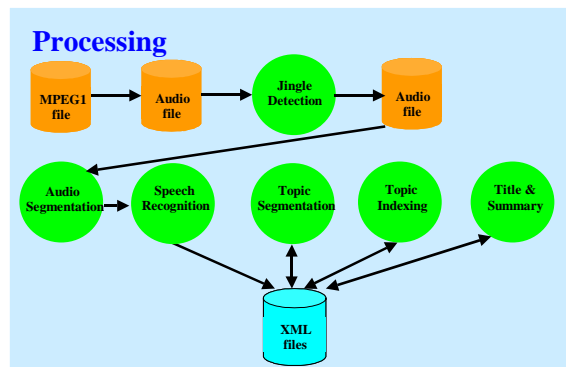 Processing
MPEG1
file
Audio
file
Jingle
Detection
Audio
file
Audio
Segmentation
Speech
Recognition
Topic
Segmentation
Topic
Indexing
Title &
Summary
XML
files